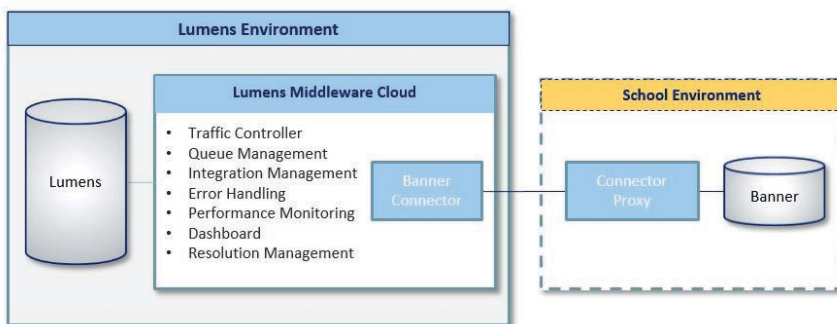 Lumens Environment
Lumens
Lumens Middleware Cloud
• Traffic Controller
• Queue Management
• Integration Management
• Error Handling
• Performance Monitoring
• Dashboard
• Resolution Management
Banner
Connector
School Environment
Connector
Proxy
Banner